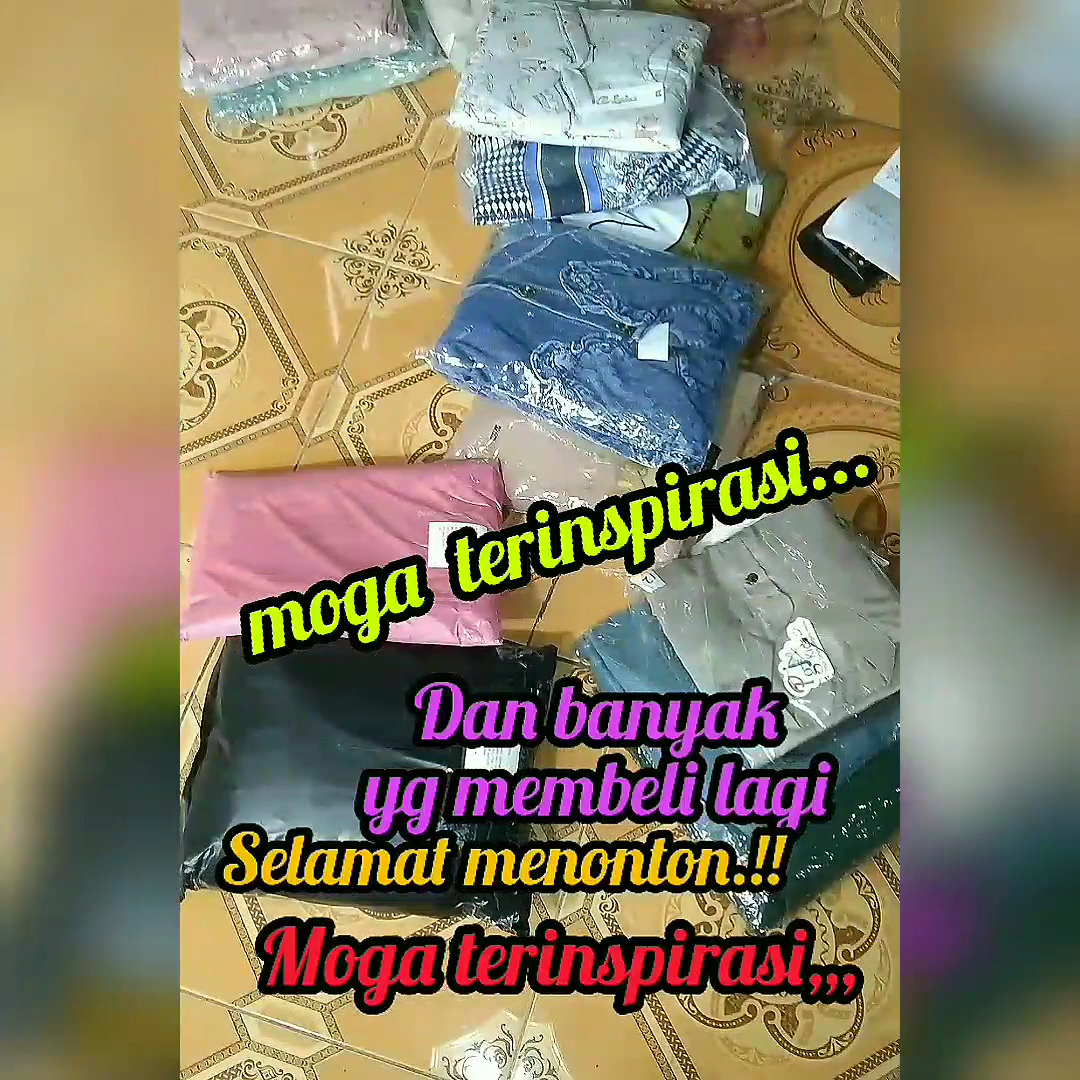 moga terinspirasi...
Dan banyak
yg membeli lagi
Selamat menonton.!!
Moga terinspirasi,,,